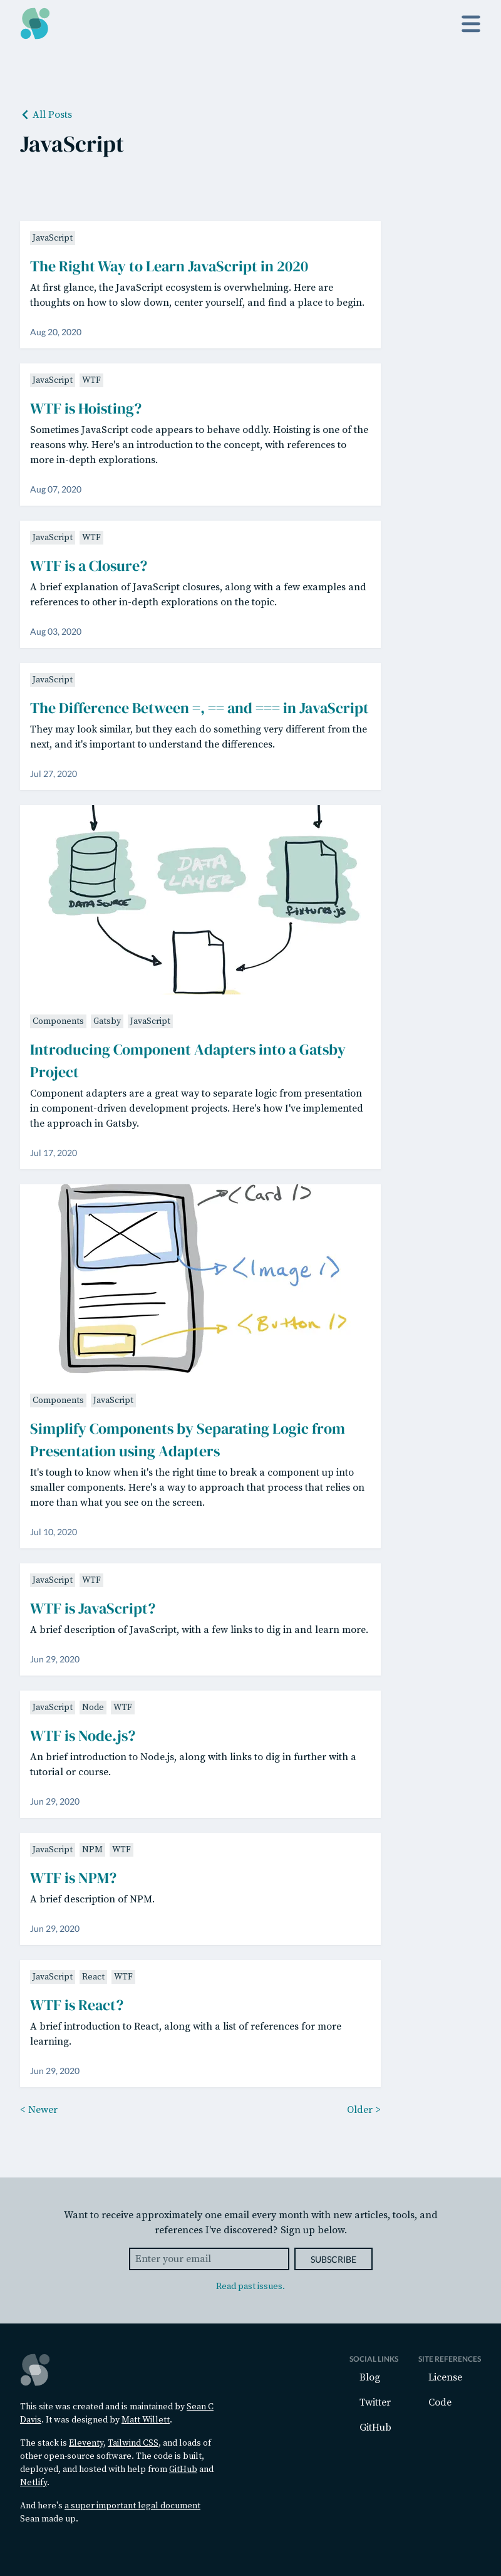 All Posts
JavaScript
JavaScript
The Right Way to Learn JavaScript in 2020
At first glance, the JavaScript ecosystem is overwhelming. Here are
thoughts on how to slow down, center yourself, and find a place to begin.
Aug 20, 2020
JavaScript WTF
WTF is Hoisting?
Sometimes JavaScript code appears to behave oddly. Hoisting is one of the
reasons why. Here's an introduction to the concept, with references to
more in-depth explorations.
Aug 07, 2020
JavaScript WTF
WTF is a Closure?
A brief explanation of JavaScript closures, along with a few examples and
references to other in-depth explorations on the topic.
Aug 03, 2020
JavaScript
The Difference Between =, == and === in JavaScript
They may look similar, but they each do something very different from the
next, and it's important to understand the differences.
Jul 27, 2020
DATA
LAYER
DATA SOURCE
fixtures.js
Components Gatsby JavaScript
Introducing Component Adapters into a Gatsby
Project
Component adapters are a great way to separate logic from presentation
in component-driven development projects. Here's how I've implemented
the approach in Gatsby.
Jul 17, 2020
<Card />
<Image />
<Button />
Components JavaScript
Simplify Components by Separating Logic from
Presentation using Adapters
It's tough to know when it's the right time to break a component up into
smaller components. Here's a way to approach that process that relies on
more than what you see on the screen.
Jul 10, 2020
JavaScript WTF
WTF is JavaScript?
A brief description of JavaScript, with a few links to dig in and learn more.
Jun 29, 2020
JavaScript Node WTF
WTF is Node.js?
An brief introduction to Node.js, along with links to dig in further with a
tutorial or course.
Jun 29, 2020
JavaScript NPM WTF
WTF is NPM?
A brief description of NPM.
Jun 29, 2020
JavaScript React WTF
WTF is React?
A brief introduction to React, along with a list of references for more
learning.
Jun 29, 2020
< Newer
Older >
Want to receive approximately one email every month with new articles, tools, and
references I've discovered? Sign up below.
Enter your email
SUBSCRIBE
Read past issues.
This site was created and is maintained by Sean C
Davis. It was designed by Matt Willett.
The stack is Eleventy, Tailwind CSS, and loads of
other open-source software. The code is built,
deployed, and hosted with help from GitHub and
Netlify.
And here's a super important legal document
Sean made up.
SOCIAL LINKS
Blog
Twitter
GitHub
SITE REFERENCES
License
Code